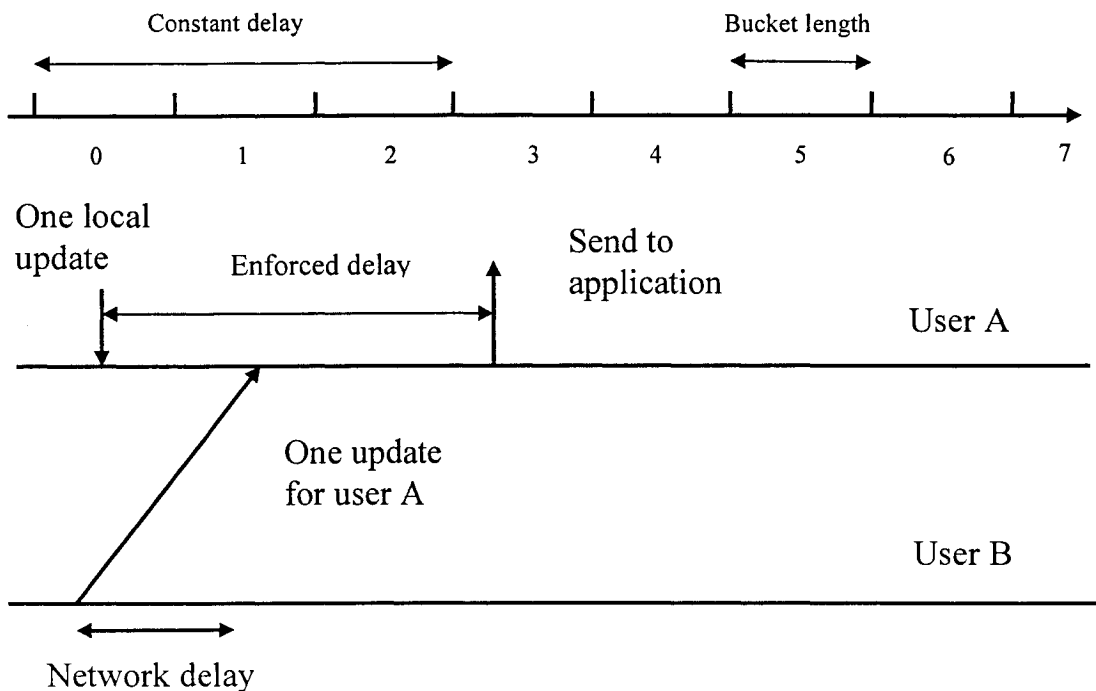 Constant delay
Bucket length
0 1 2 3 4 5 6 7
One local
update
Enforced delay
Send to
application
User A
One update
for user A
User B
Network delay